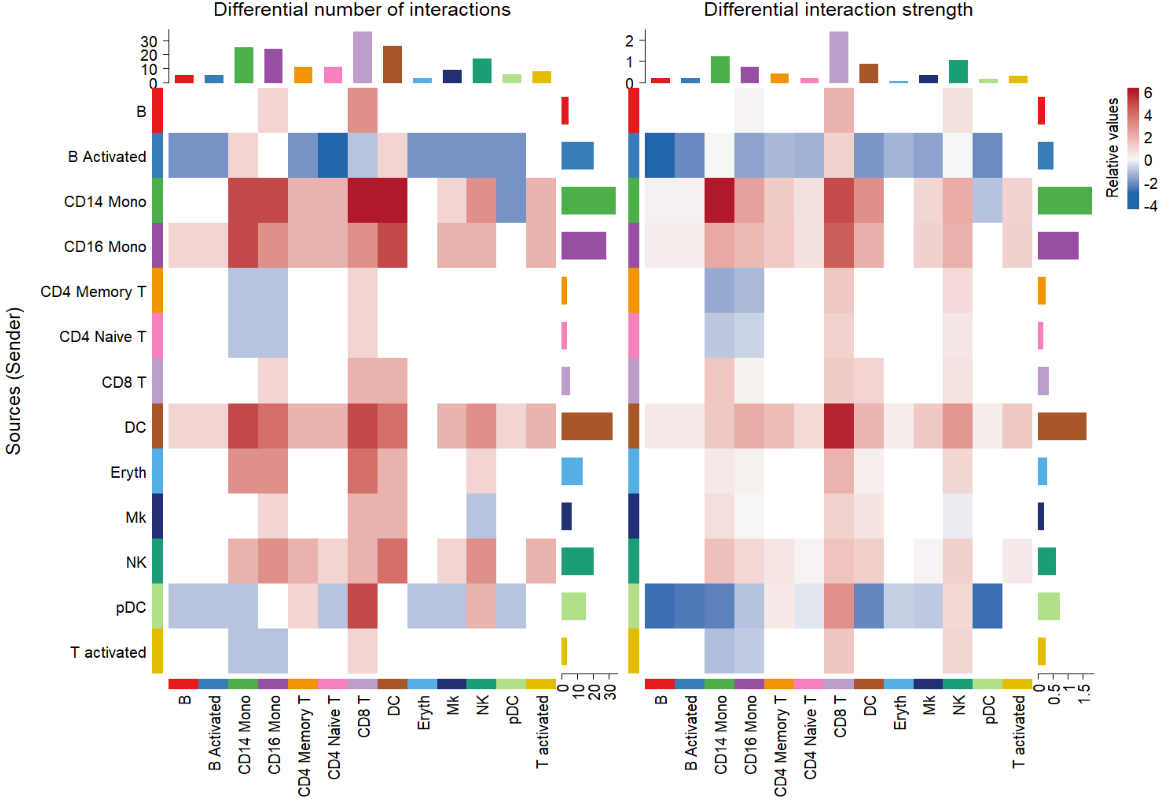 Differential number of interactions
30
20
10
0
B
B Activated
CD14 Mono
CD16 Mono
CD4 Memory T
CD4 Naive T
CD8 T
DC
Eryth
Mk
NK
pDC
T activated
Sources (Sender)
B
B Activated
CD14 Mono
CD16 Mono
CD4 Memory T
CD4 Naive T
CD8 T
DC
Eryth
Mk
NK
pDC
T activated
0
10
20
30
Differential interaction strength
2
1
0
B
B Activated
CD14 Mono
CD16 Mono
CD4 Memory T
CD4 Naive T
CD8 T
DC
Eryth
Mk
NK
pDC
T activated
0
0.5
1
1.5
Relative values
6
4
2
0
-2
-4